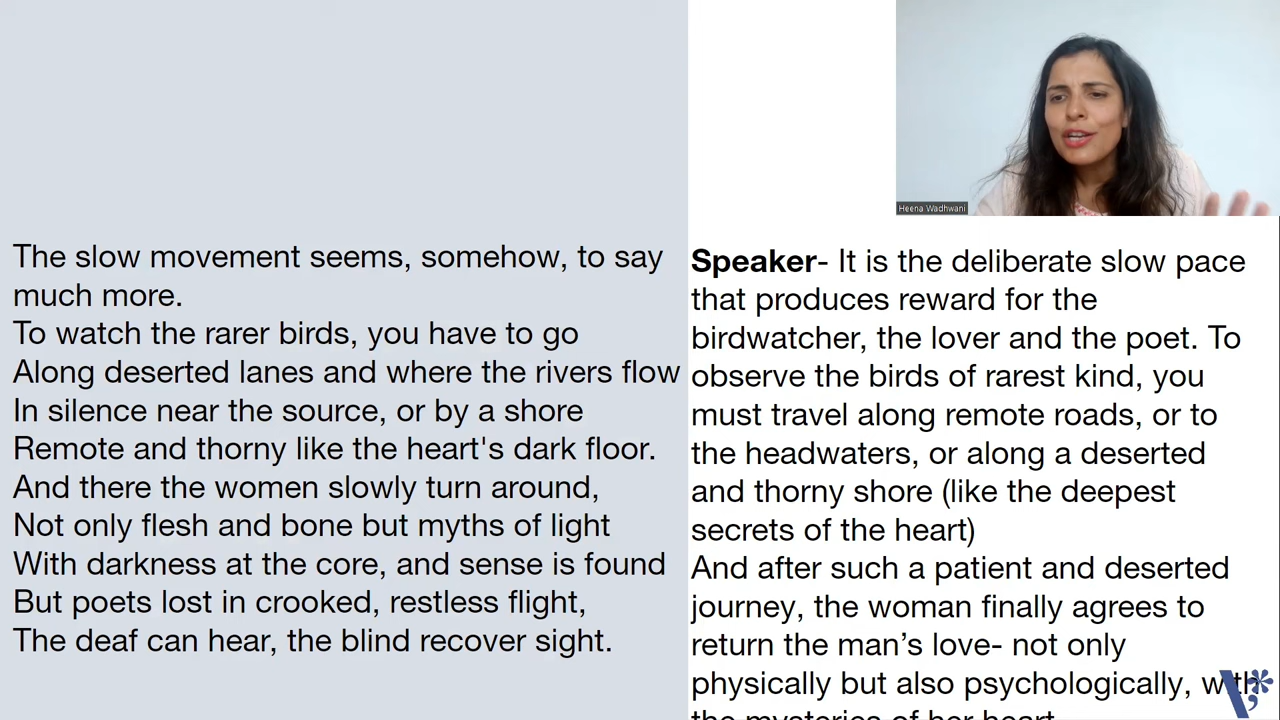 Heena Wadhwani
The slow movement seems, somehow, to say
much more.
To watch the rarer birds, you have to go
Along deserted lanes and where the rivers flow
In silence near the source, or by a shore
Remote and thorny like the heart's dark floor.
And there the women slowly turn around,
Not only flesh and bone but myths of light
With darkness at the core, and sense is found
But poets lost in crooked, restless flight,
The deaf can hear, the blind recover sight.
Speaker- It is the deliberate slow pace
that produces reward for the
birdwatcher, the lover and the poet. To
observe the birds of rarest kind, you
must travel along remote roads, or to
the headwaters, or along a deserted
and thorny shore (like the deepest
secrets of the heart)
And after such a patient and deserted
journey, the woman finally agrees to
return the man’s love- not only
physically but also psychologically, with
the mysteries of her heart